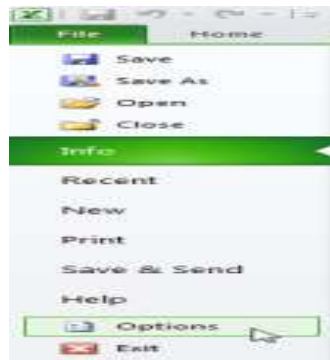 File Home
Save
Save As
Open
Close
Info
Recent
New
Print
Save & Send
Help
Options
Exit